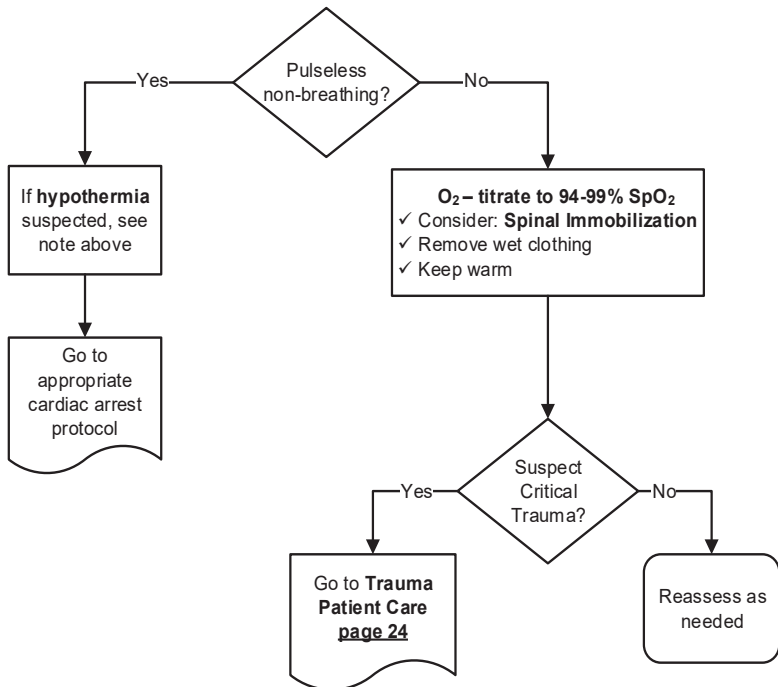 Pulseless
non-breathing?
Yes
No
If hypothermia
suspected, see
note above
O₂ – titrate to 94-99% SpO₂
✓ Consider: Spinal Immobilization
✓ Remove wet clothing
✓ Keep warm
Go to
appropriate
cardiac arrest
protocol
Suspect
Critical
Trauma?
Yes
No
Go to Trauma
Patient Care
page 24
Reassess as
needed